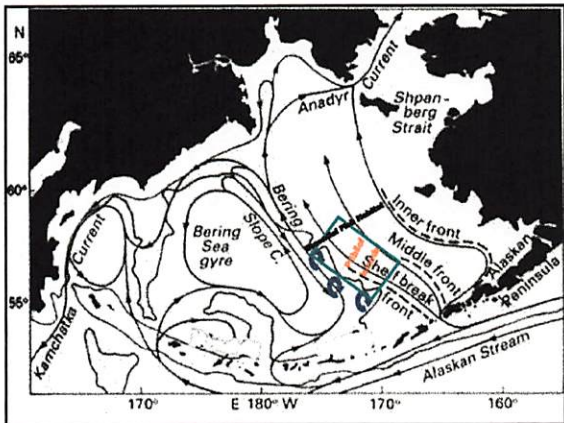 N
65°
60°
55°
Anadyr
Current
Shpan-
berg
Strait
Bering
Slope C.
Bering
Sea
gyre
Current
Kamchatka
Inner front
Middle front
Shelf break
front
Alaskan
Peninsula
Alaskan Stream
170°
E 180° W
170°
160°